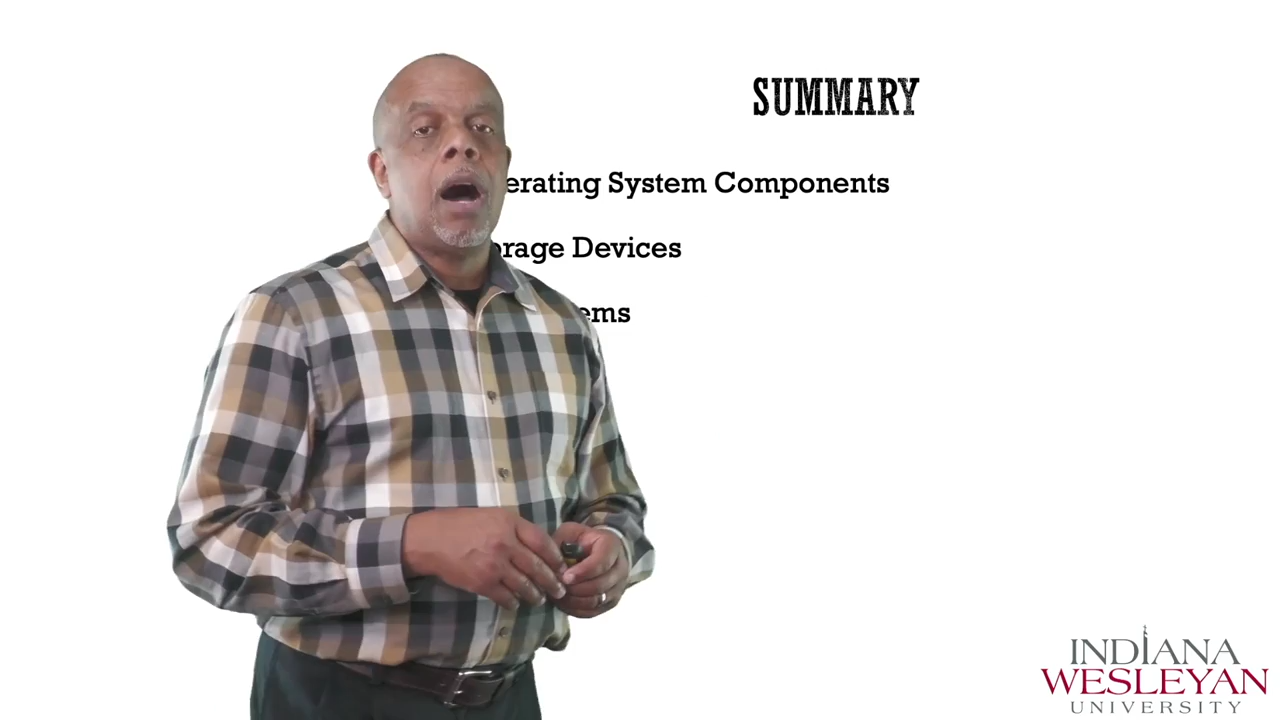 SUMMARY
erating System Components
orage Devices
ems
INDIANA
WESLEYAN
UNIVERSITY